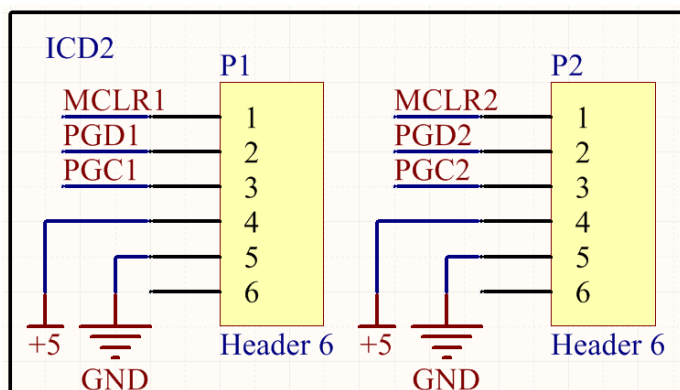 ICD2
P1
MCLR1
PGD1
PGC1
1
2
3
4
5
6
+5
GND
Header 6
P2
MCLR2
PGD2
PGC2
1
2
3
4
5
6
+5
GND
Header 6